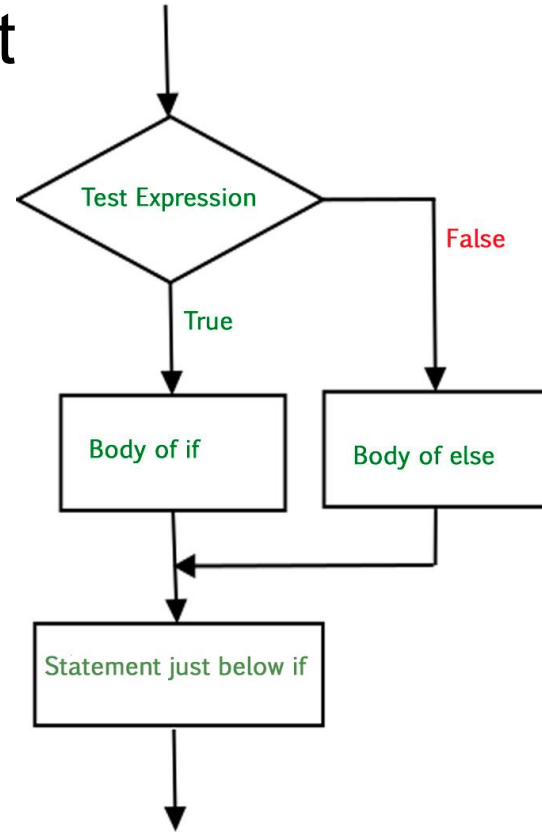 t
Test Expression
False
True
Body of if
Body of else
Statement just below if